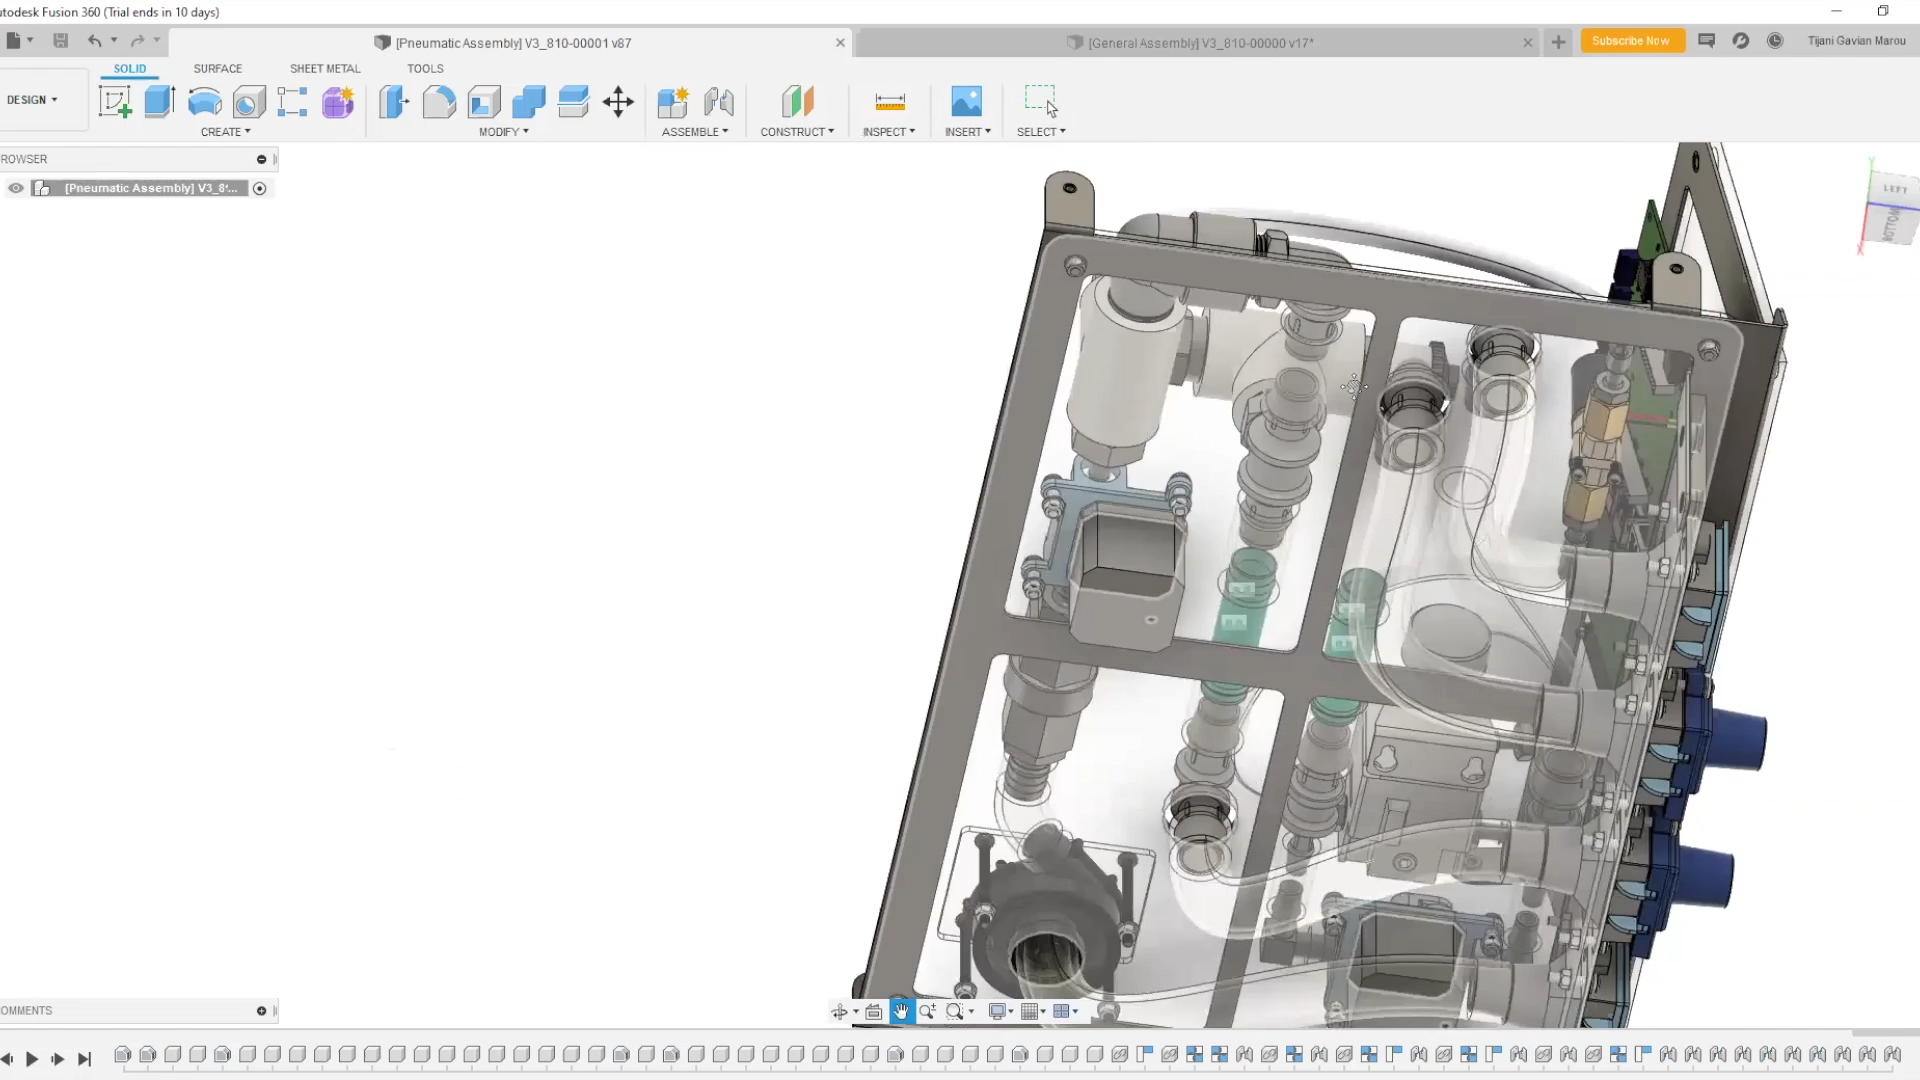 utodesk Fusion 360 (Trial ends in 10 days)
[Pneumatic Assembly] V3_810-00001 v87
[General Assembly] V3_810-00000 v17*
Subscribe Now
Tijani Gavian Marou
SOLID
SURFACE
SHEET METAL
TOOLS
DESIGN
CREATE
MODIFY
ASSEMBLE
CONSTRUCT
INSPECT
INSERT
SELECT
ROWSER
[Pneumatic Assembly] V3_8*...
LEFT
BOTTOM
OMMENTS